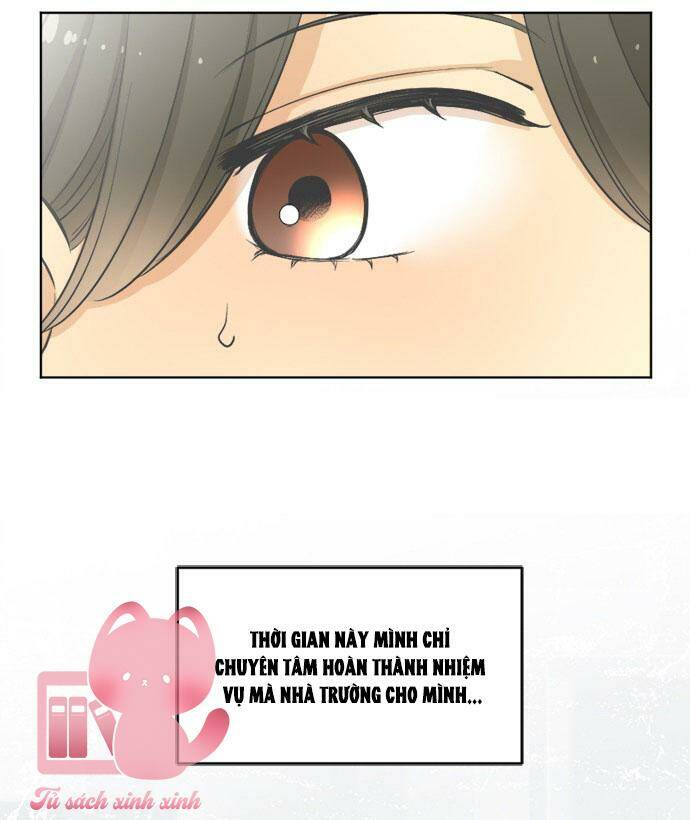 THỜI GIAN NÀY MÌNH CHỈ
CHUYÊN TÂM HOÀN THÀNH NHIỆM
VỤ MÀ NHÀ TRƯỜNG CHO MÌNH...
Tủ sách xinh xinh